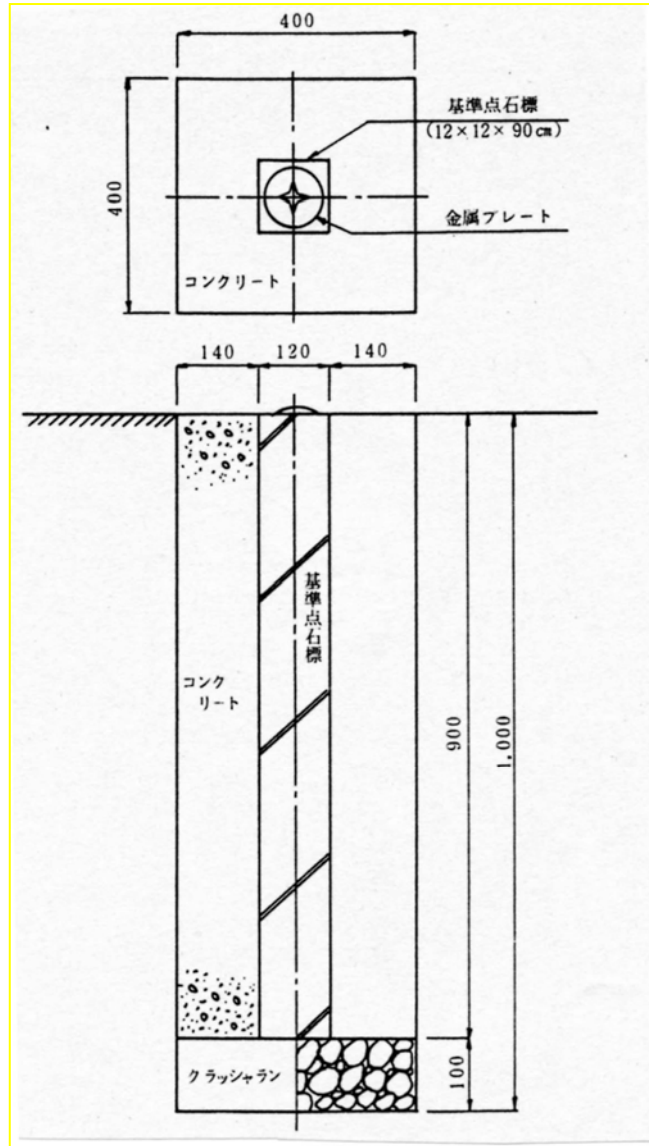 400
400
基準点石標
(12×12×90㎝)
金属プレート
コンクリート
140
120
140
基準点石標
コンク
リート
900
1,000
クラッシャラン
100